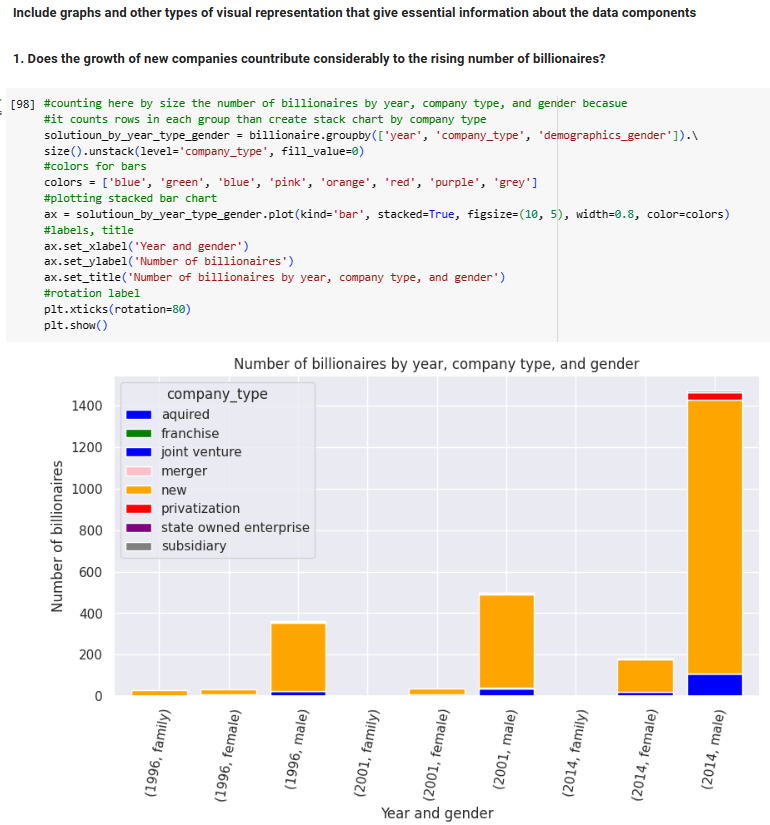 Include graphs and other types of visual representation that give essential information about the data components
1. Does the growth of new companies countribute considerably to the rising number of billionaires?
[98] #counting here by size the number of billionaires by year, company type, and gender becasue
#it counts rows in each group than create stack chart by company type
solutioun_by_year_type_gender = billionaire.groupby(['year', 'company_type', 'demographics_gender']).\
size().unstack(level='company_type', fill_value=0)
#colors for bars
colors = ['blue', 'green', 'blue', 'pink', 'orange', 'red', 'purple', 'grey']
#plotting stacked bar chart
ax = solutioun_by_year_type_gender.plot(kind='bar', stacked=True, figsize=(10, 5), width=0.8, color=colors)
#labels, title
ax.set_xlabel('Year and gender')
ax.set_ylabel('Number of billionaires')
ax.set_title('Number of billionaires by year, company type, and gender')
#rotation label
plt.xticks(rotation=80)
plt.show()
Number of billionaires by year, company type, and gender
company_type
aquired
franchise
joint venture
merger
new
privatization
state owned enterprise
subsidiary
Number of billionaires
1400
1200
1000
800
600
400
200
0
(1996, family)
(1996, female)
(1996, male)
(2001, family)
(2001, female)
(2001, male)
(2014, family)
(2014, female)
(2014, male)
Year and gender